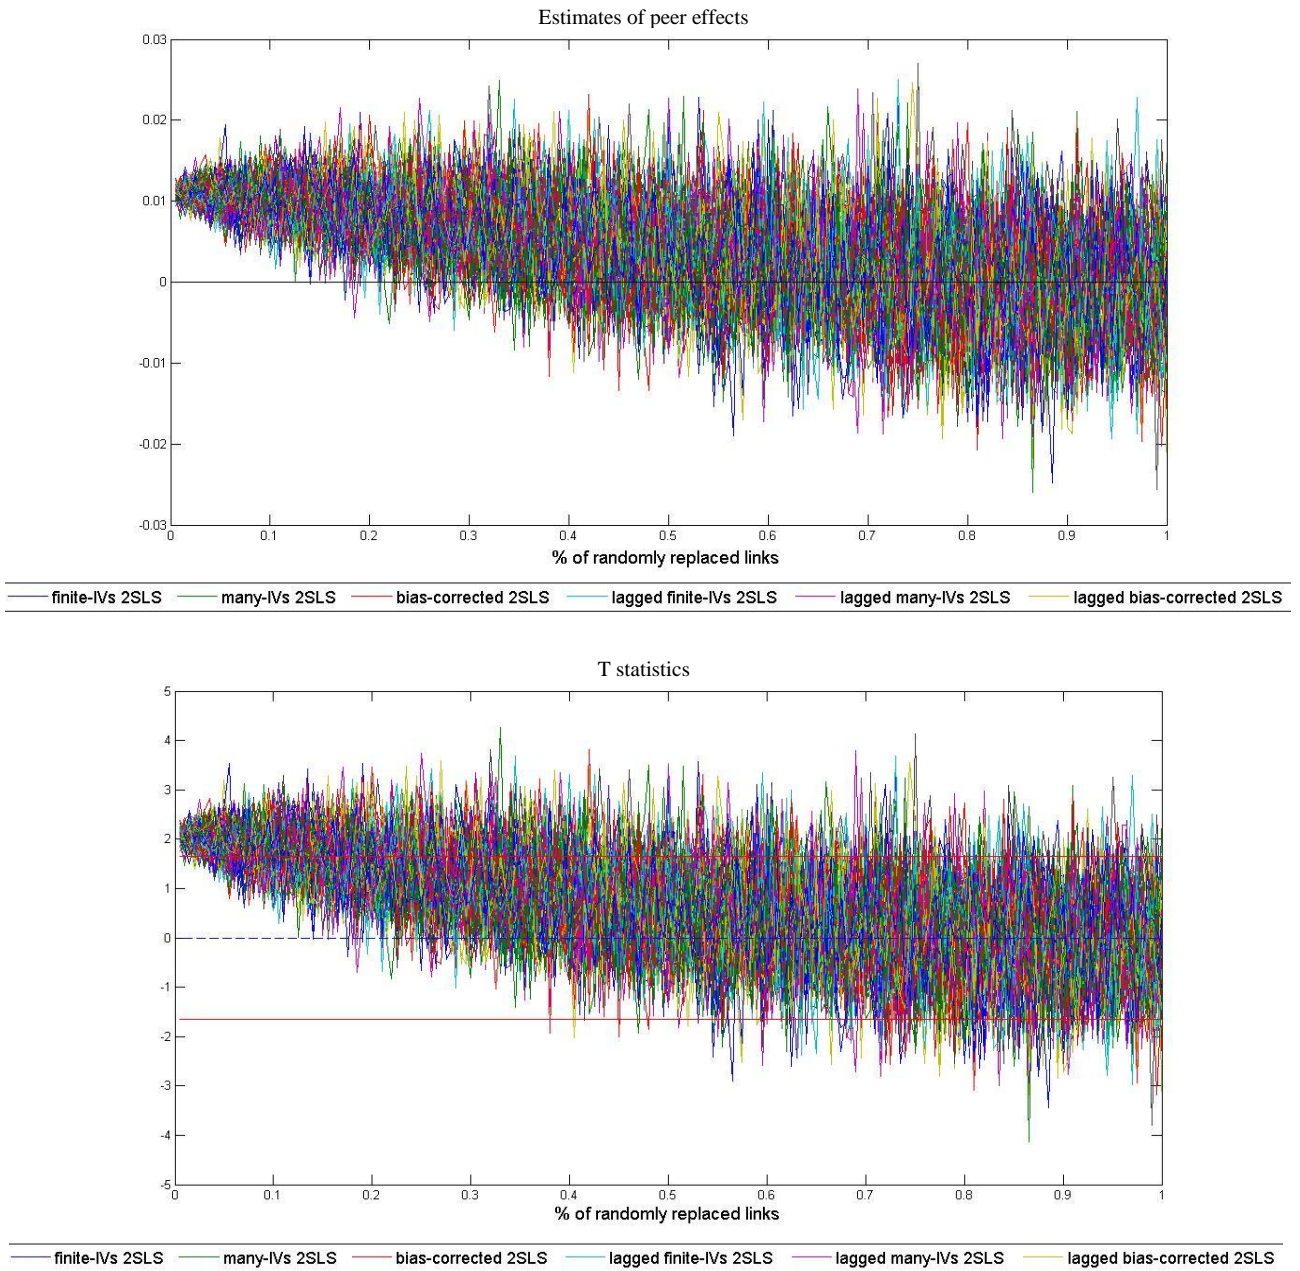 Estimates of peer effects
0.03
0.02
0.01
0
-0.01
-0.02
-0.03
0 0.1 0.2 0.3 0.4 0.5 0.6 0.7 0.8 0.9 1
% of randomly replaced links
finite-IVs 2SLS many-IVs 2SLS bias-corrected 2SLS lagged finite-IVs 2SLS lagged many-IVs 2SLS lagged bias-corrected 2SLS
T statistics
5
4
3
2
1
0
-1
-2
-3
-4
-5
0 0.1 0.2 0.3 0.4 0.5 0.6 0.7 0.8 0.9 1
% of randomly replaced links
finite-IVs 2SLS many-IVs 2SLS bias-corrected 2SLS lagged finite-IVs 2SLS lagged many-IVs 2SLS lagged bias-corrected 2SLS